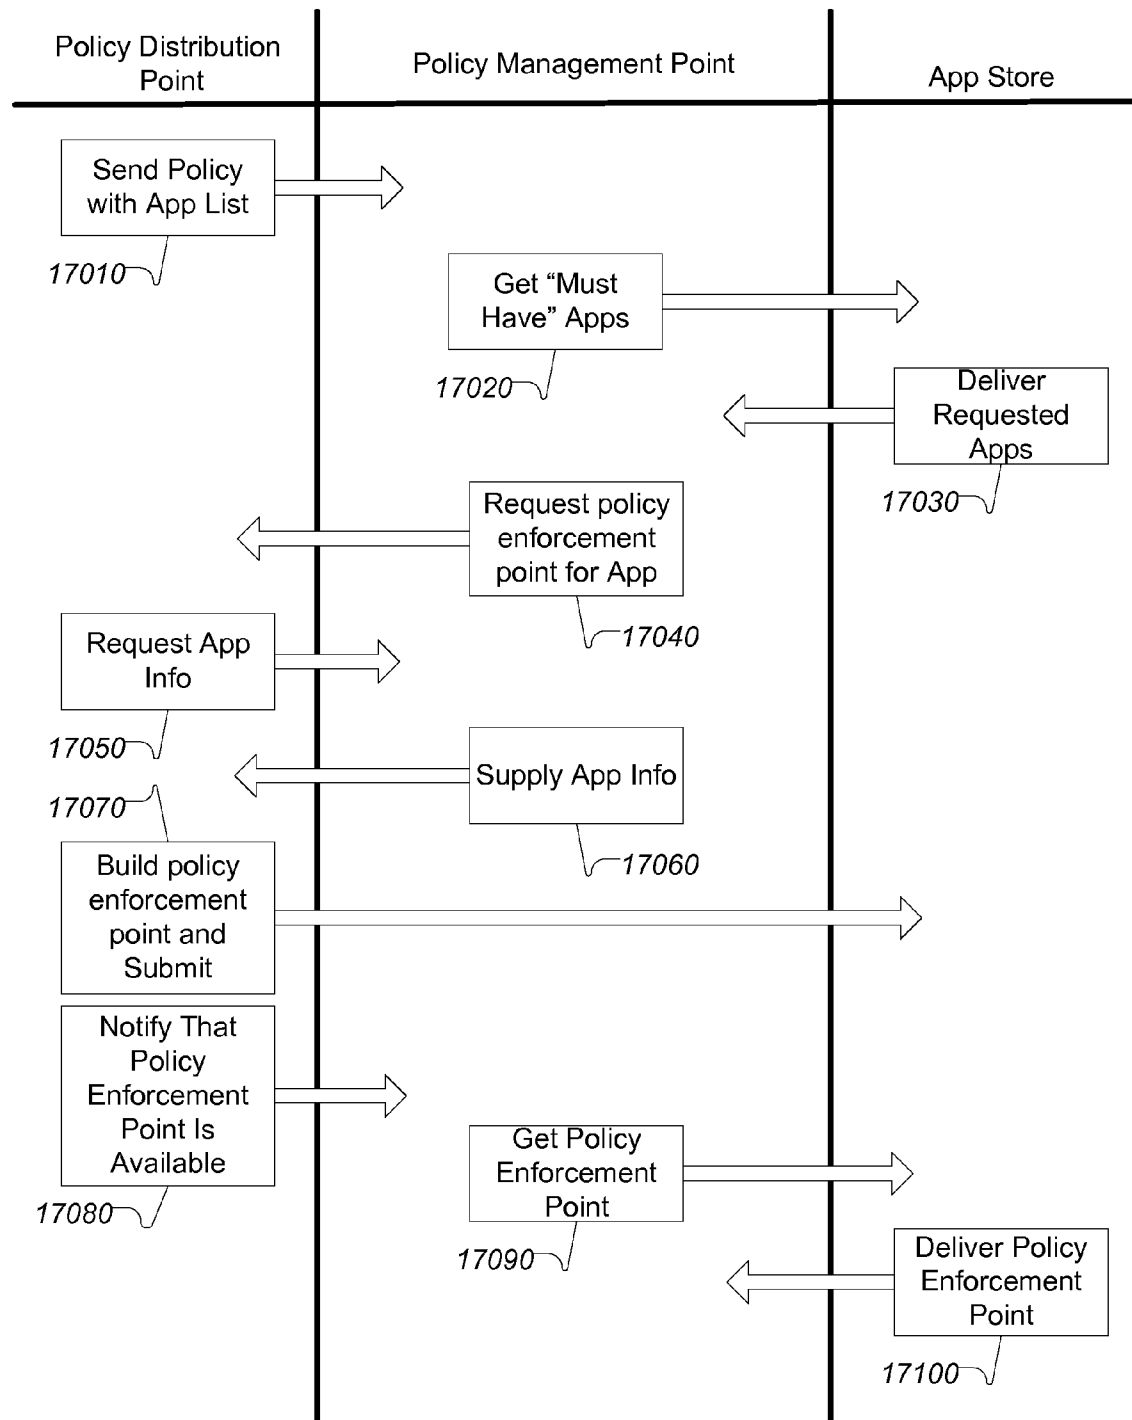 Policy Distribution
Point
Policy Management Point
App Store
Send Policy
with App List
17010
Get “Must
Have” Apps
17020
Deliver
Requested
Apps
17030
Request policy
enforcement
point for App
17040
Request App
Info
17050
Supply App Info
17060
17070
Build policy
enforcement
point and
Submit
Notify That
Policy
Enforcement
Point Is
Available
17080
Get Policy
Enforcement
Point
17090
Deliver Policy
Enforcement
Point
17100